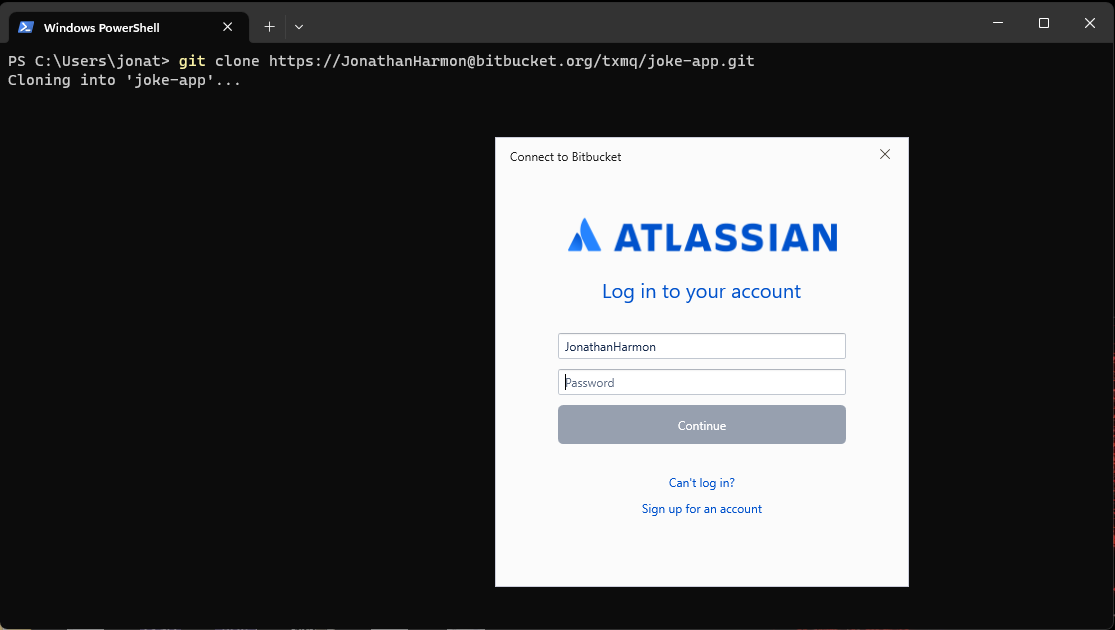 Windows PowerShell
PS C:\Users\jonat> git clone https://JonathanHarmon@bitbucket.org/txmq/joke-app.git
Cloning into 'joke-app'...
Connect to Bitbucket
ATLASSIAN
Log in to your account
JonathanHarmon
Password
Continue
Can't log in?
Sign up for an account